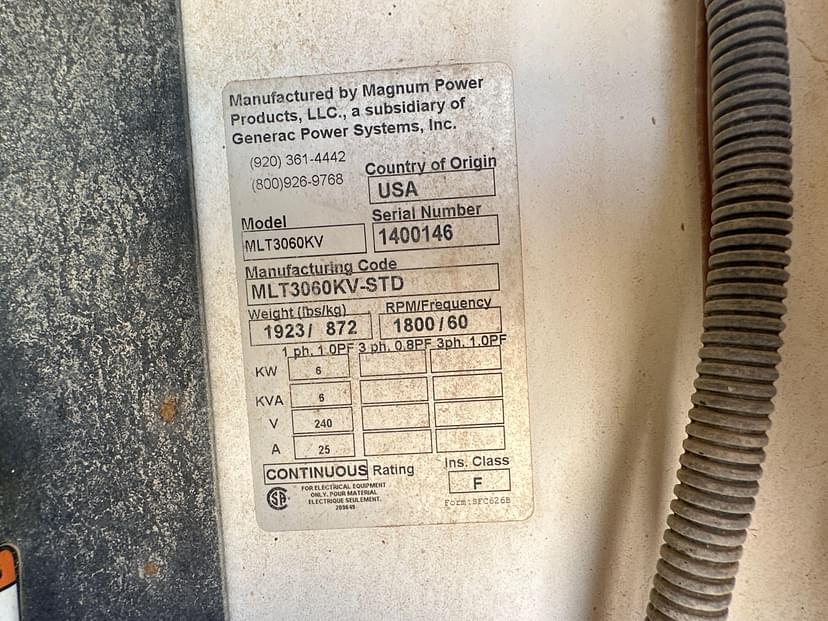 Manufactured by Magnum Power
Products, LLC., a subsidiary of
Generac Power Systems, Inc.
(920) 361-4442
(800)926-9768
Country of Origin
USA
Model
MLT3060KV
Serial Number
1400146
Manufacturing Code
MLT3060KV-STD
Weight (lbs/kg)
1923/ 872
RPM/Frequency
1800/60
1 ph. 1.0PF 3 ph. 0.8PF 3ph. 1.0PF
KW 6
KVA 6
V 240
A 25
CONTINUOUS Rating
Ins. Class
F
FOR ELECTRICAL EQUIPMENT
ONLY. POUR MATERIAL
ELECTRIQUE SEULEMENT.
209649
Form:SFC626B